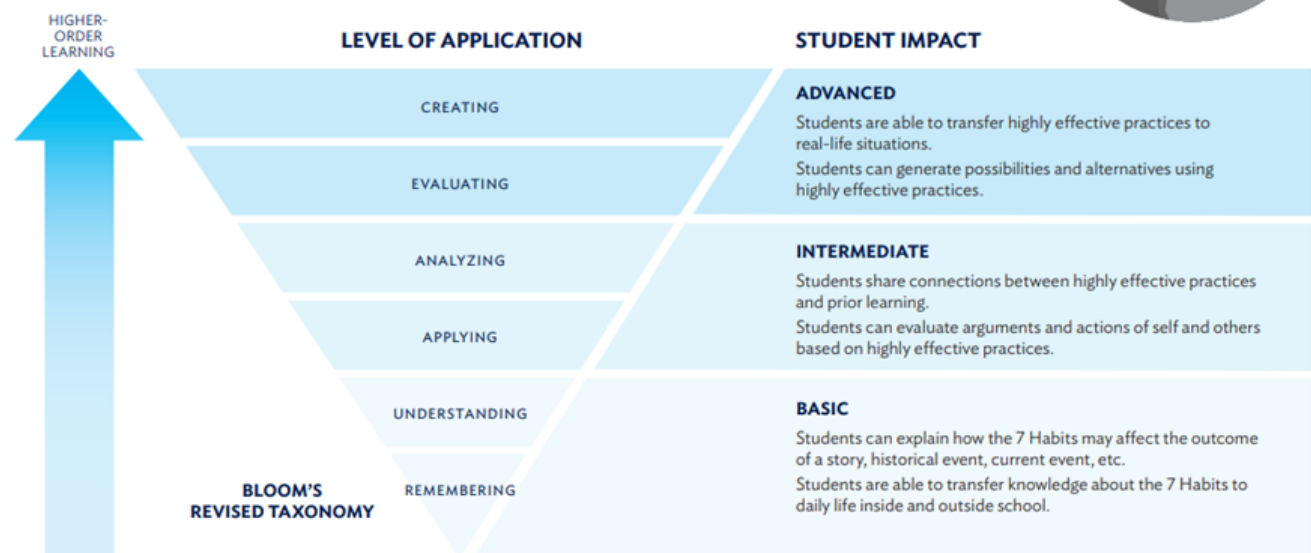 HIGHER-
ORDER
LEARNING
LEVEL OF APPLICATION
STUDENT IMPACT
CREATING
EVALUATING
ANALYZING
APPLYING
UNDERSTANDING
REMEMBERING
BLOOM'S
REVISED TAXONOMY
ADVANCED
Students are able to transfer highly effective practices to
real-life situations.
Students can generate possibilities and alternatives using
highly effective practices.
INTERMEDIATE
Students share connections between highly effective practices
and prior learning.
Students can evaluate arguments and actions of self and others
based on highly effective practices.
BASIC
Students can explain how the 7 Habits may affect the outcome
of a story, historical event, current event, etc.
Students are able to transfer knowledge about the 7 Habits to
daily life inside and outside school.